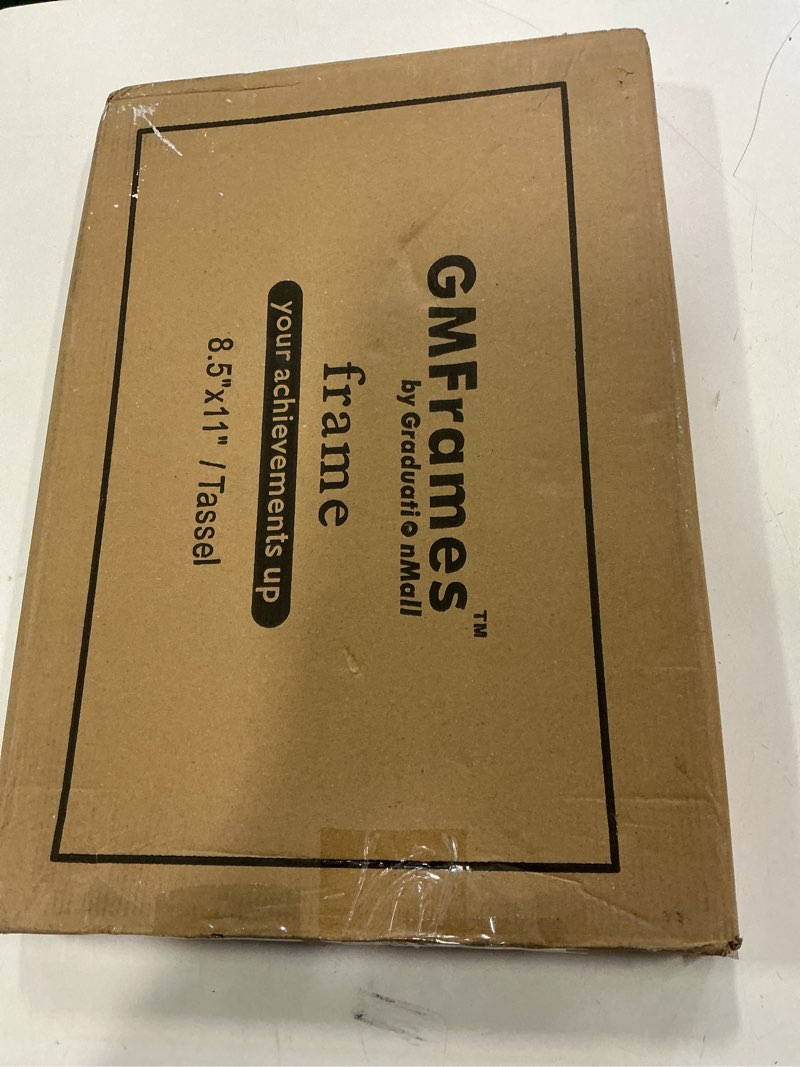 GMFrames™
by GraduationMall
frame
your achievements up
8.5"x11" / Tassel